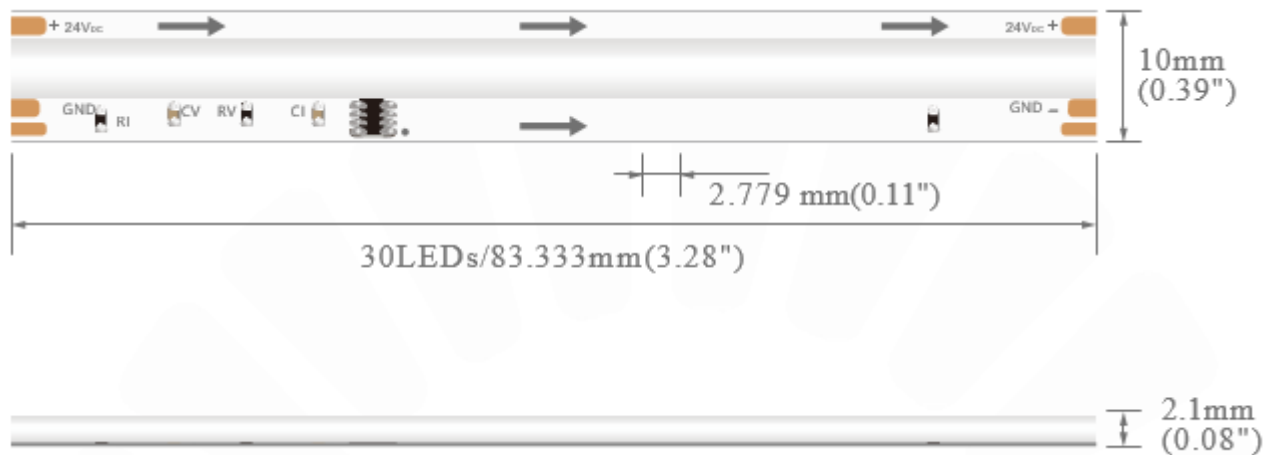 + 24VDC
24VDC +
10mm
(0.39")
GND
RI
CV
RV
CI
GND -
2.779 mm(0.11")
30LEDs/83.333mm(3.28")
2.1mm
(0.08")